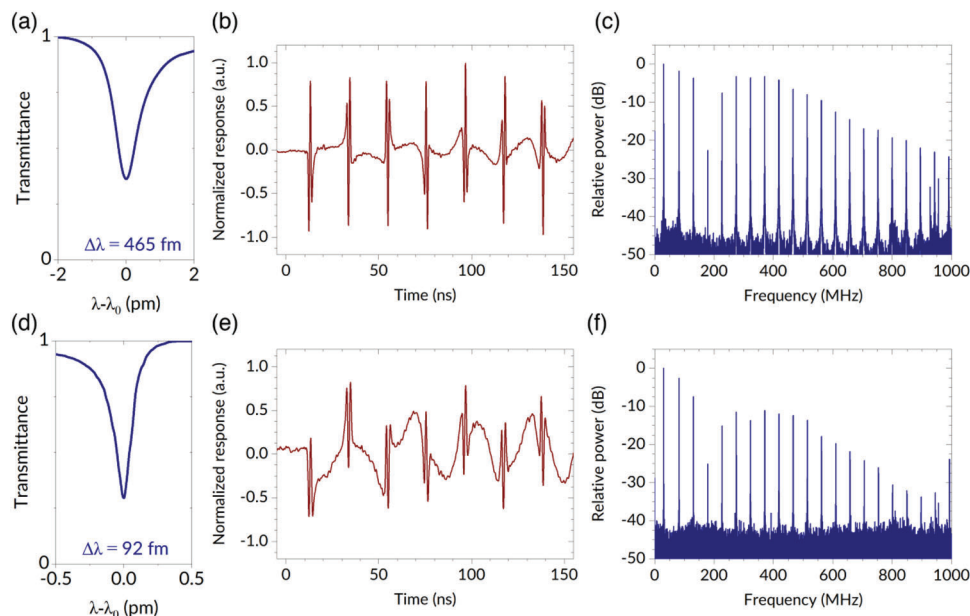 (a)
1
Transmittance
0
Δλ = 465 fm
-2
0
2
λ-λ0 (pm)
(b)
Normalized response (a.u.)
1.0
0.5
0.0
-0.5
-1.0
0
50
100
150
Time (ns)
(c)
Relative power (dB)
0
-10
-20
-30
-40
-50
0
200
400
600
800
1000
Frequency (MHz)
(d)
1
Transmittance
0
Δλ = 92 fm
-0.5
0.0
0.5
λ-λ0 (pm)
(e)
Normalized response (a.u.)
1.0
0.5
0.0
-0.5
-1.0
0
50
100
150
Time (ns)
(f)
Relative power (dB)
0
-10
-20
-30
-40
-50
0
200
400
600
800
1000
Frequency (MHz)